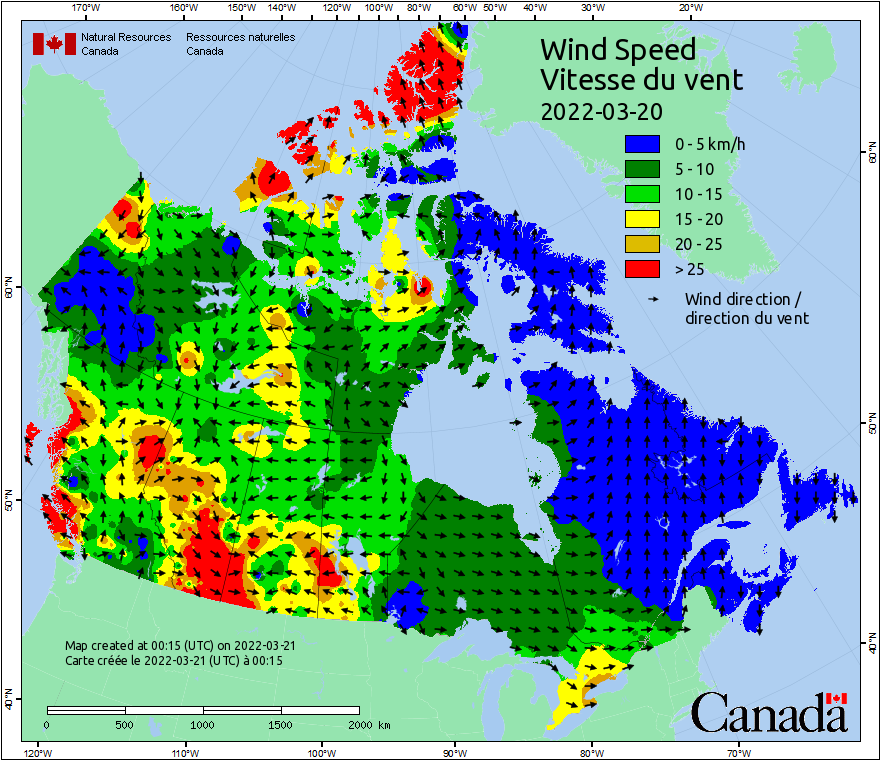 170°W 160°W 150°W 140°W 120°W 100°W 80°W 60°W 50°W 40°W 30°W 20°W
Natural Resources Ressources naturelles
Canada Canada
Wind Speed
Vitesse du vent
2022-03-20
0 - 5 km/h
5 - 10
10 - 15
15 - 20
20 - 25
> 25
Wind direction /
direction du vent
60°N
60°N
50°N
50°N
40°N
40°N
Map created at 00:15 (UTC) on 2022-03-21
Carte créée le 2022-03-21 (UTC) à 00:15
0 500 1000 1500 2000 km
Canada
120°W 110°W 100°W 90°W 80°W 70°W